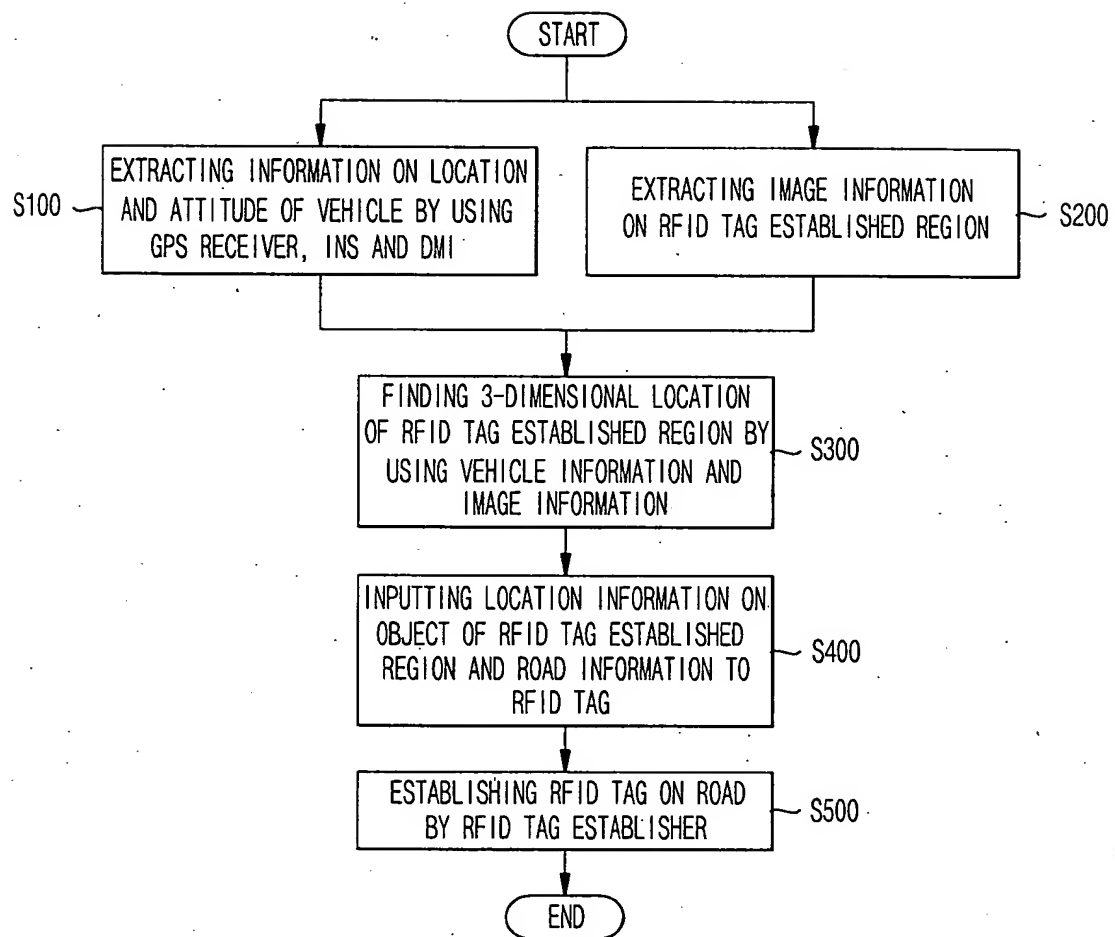 START
EXTRACTING INFORMATION ON LOCATION
AND ATTITUDE OF VEHICLE BY USING
GPS RECEIVER, INS AND DMI
S100
EXTRACTING IMAGE INFORMATION
ON RFID TAG ESTABLISHED REGION
S200
FINDING 3-DIMENSIONAL LOCATION
OF RFID TAG ESTABLISHED REGION BY
USING VEHICLE INFORMATION AND
IMAGE INFORMATION
S300
INPUTTING LOCATION INFORMATION ON
OBJECT OF RFID TAG ESTABLISHED
REGION AND ROAD INFORMATION TO
RFID TAG
S400
ESTABLISHING RFID TAG ON ROAD
BY RFID TAG ESTABLISHER
S500
END